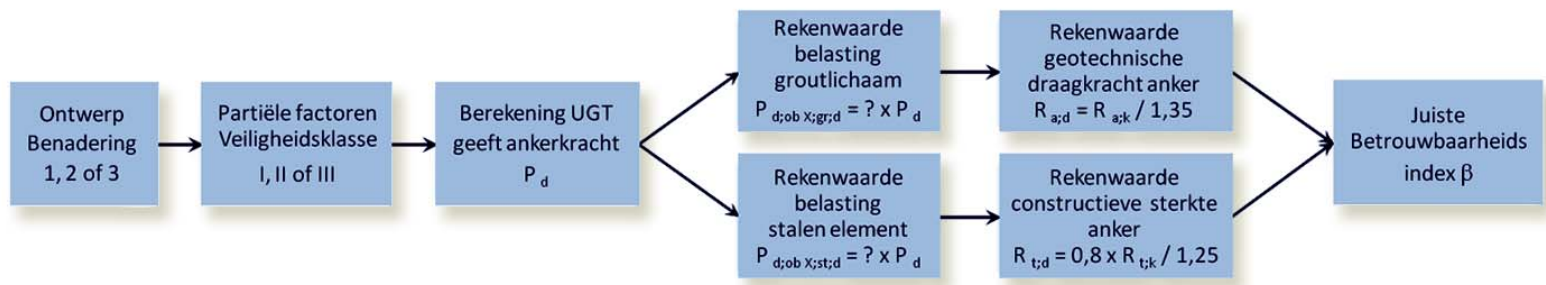 Ontwerp
Benadering
1, 2 of 3
Partiële factoren
Veiligheidsklasse
I, II of III
Berekening UGT
geeft ankerkracht
P d
Rekenwaarde
belasting
groutlichaam
P d;ob X;gr;d = ? x P d
Rekenwaarde
geotechnische
draagkracht anker
R a;d = R a;k / 1,35
Rekenwaarde
belasting
stalen element
P d;ob X;st;d = ? x P d
Rekenwaarde
constructieve sterkte
anker
R t;d = 0,8 x R t;k / 1,25
Juiste
Betrouwbaarheids
index β